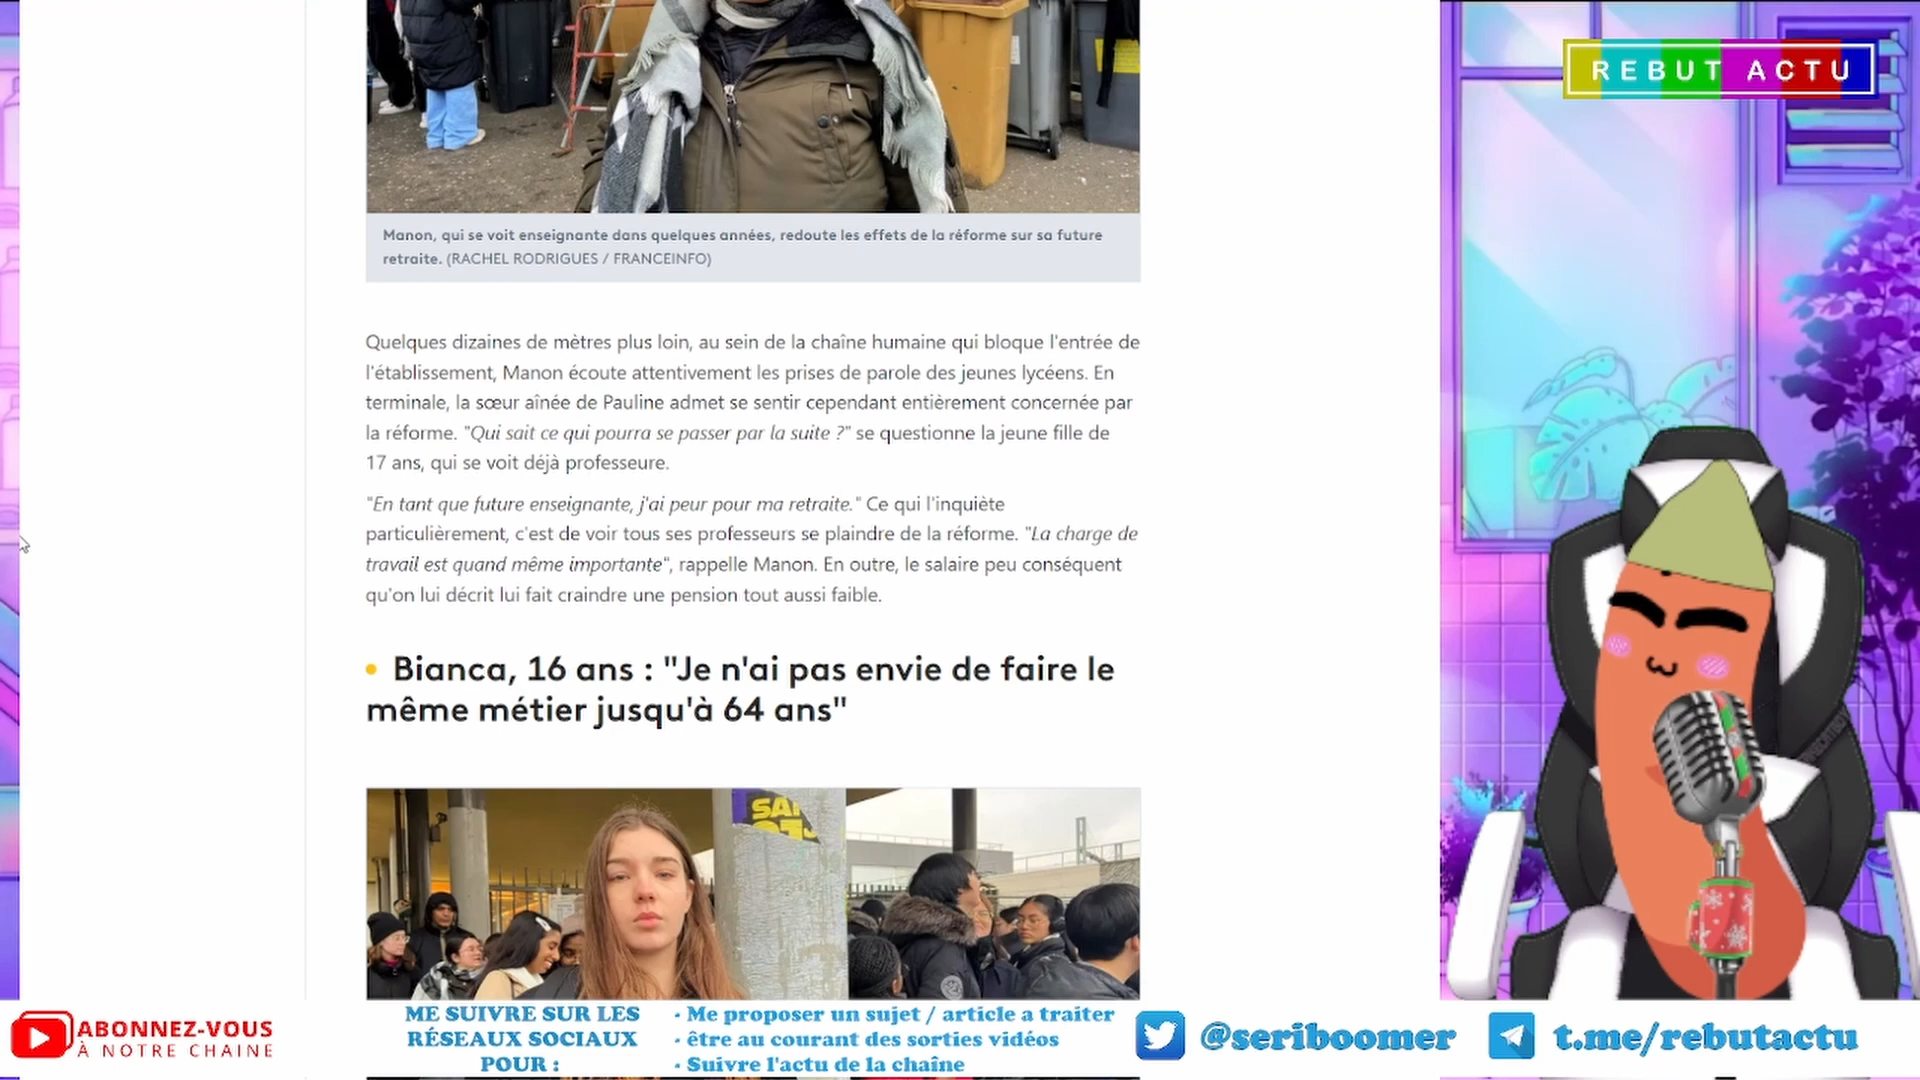 REBUT ACTU
Manon, qui se voit enseignante dans quelques années, redoute les effets de la réforme sur sa future
retraite. (RACHEL RODRIGUES / FRANCEINFO)
Quelques dizaines de mètres plus loin, au sein de la chaîne humaine qui bloque l'entrée de
l'établissement, Manon écoute attentivement les prises de parole des jeunes lycéens. En
terminale, la sœur aînée de Pauline admet se sentir cependant entièrement concernée par
la réforme. "Qui sait ce qui pourra se passer par la suite ?" se questionne la jeune fille de
17 ans, qui se voit déjà professeure.
"En tant que future enseignante, j'ai peur pour ma retraite." Ce qui l'inquiète
particulièrement, c'est de voir tous ses professeurs se plaindre de la réforme. "La charge de
travail est quand même importante", rappelle Manon. En outre, le salaire peu conséquent
qu'on lui décrit lui fait craindre une pension tout aussi faible.
• Bianca, 16 ans : "Je n'ai pas envie de faire le
même métier jusqu'à 64 ans"
ABONNEZ-VOUS
À NOTRE CHAINE
ME SUIVRE SUR LES
RÉSEAUX SOCIAUX
POUR :
- Me proposer un sujet / article a traiter
- être au courant des sorties vidéos
- Suivre l'actu de la chaîne
@seriboomer
t.me/rebutactu